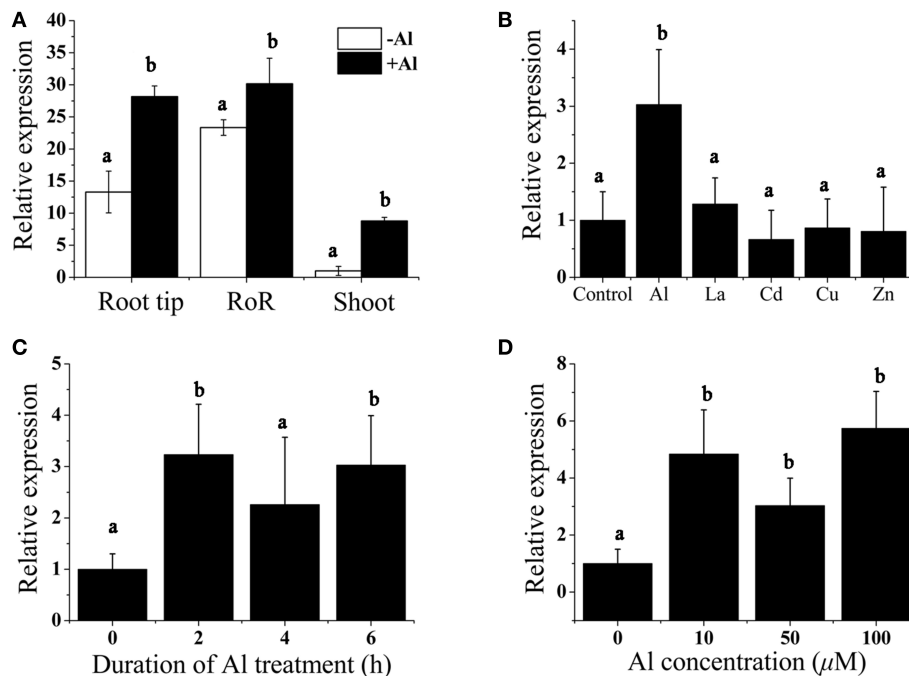 A
Relative expression
40
35
30
25
20
15
10
5
0
a
b
a
b
a
b
-Al
+Al
Root tip
RoR
Shoot
B
Relative expression
4
3
2
1
0
a
b
a
a
a
a
Control
Al
La
Cd
Cu
Zn
C
Relative expression
5
4
3
2
1
0
a
b
a
b
0
2
4
6
Duration of Al treatment (h)
D
Relative expression
8
6
4
2
0
a
b
b
b
0
10
50
100
Al concentration (μM)